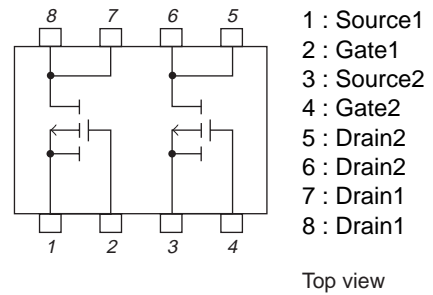 8 7 6 5
1 2 3 4
1 : Source1
2 : Gate1
3 : Source2
4 : Gate2
5 : Drain2
6 : Drain2
7 : Drain1
8 : Drain1
Top view